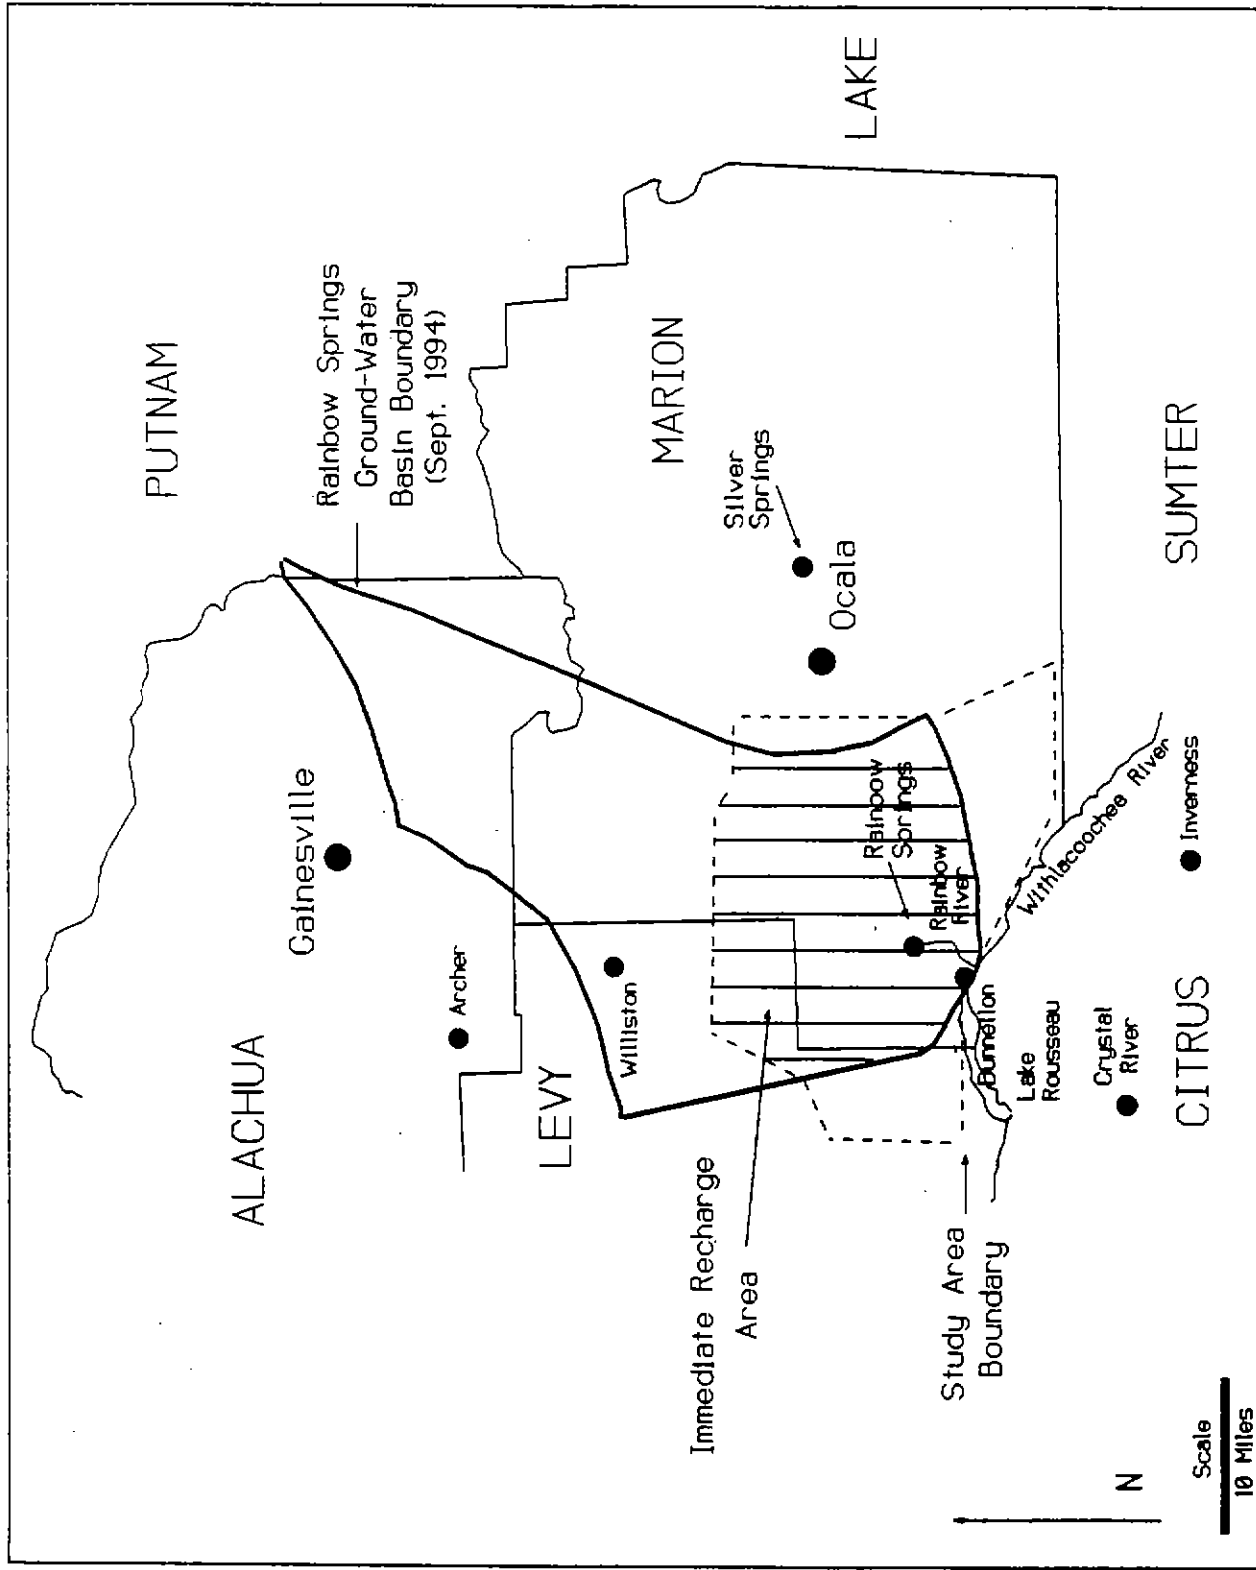 PUTNAM
Rainbow Springs
Ground-Water
Basin Boundary
(Sept. 1994)
ALACHUA
Gainesville
Archer
LEVY
Williston
MARION
LAKE
Silver
Springs
Ocala
Rainbow
Springs
Rainbow
River
Immediate Recharge
Area
Dunnellon
Study Area
Boundary
Lake
Rousseau
Withlacoochee River
Crystal
River
Inverness
CITRUS
SUMTER
N
Scale
10 Miles